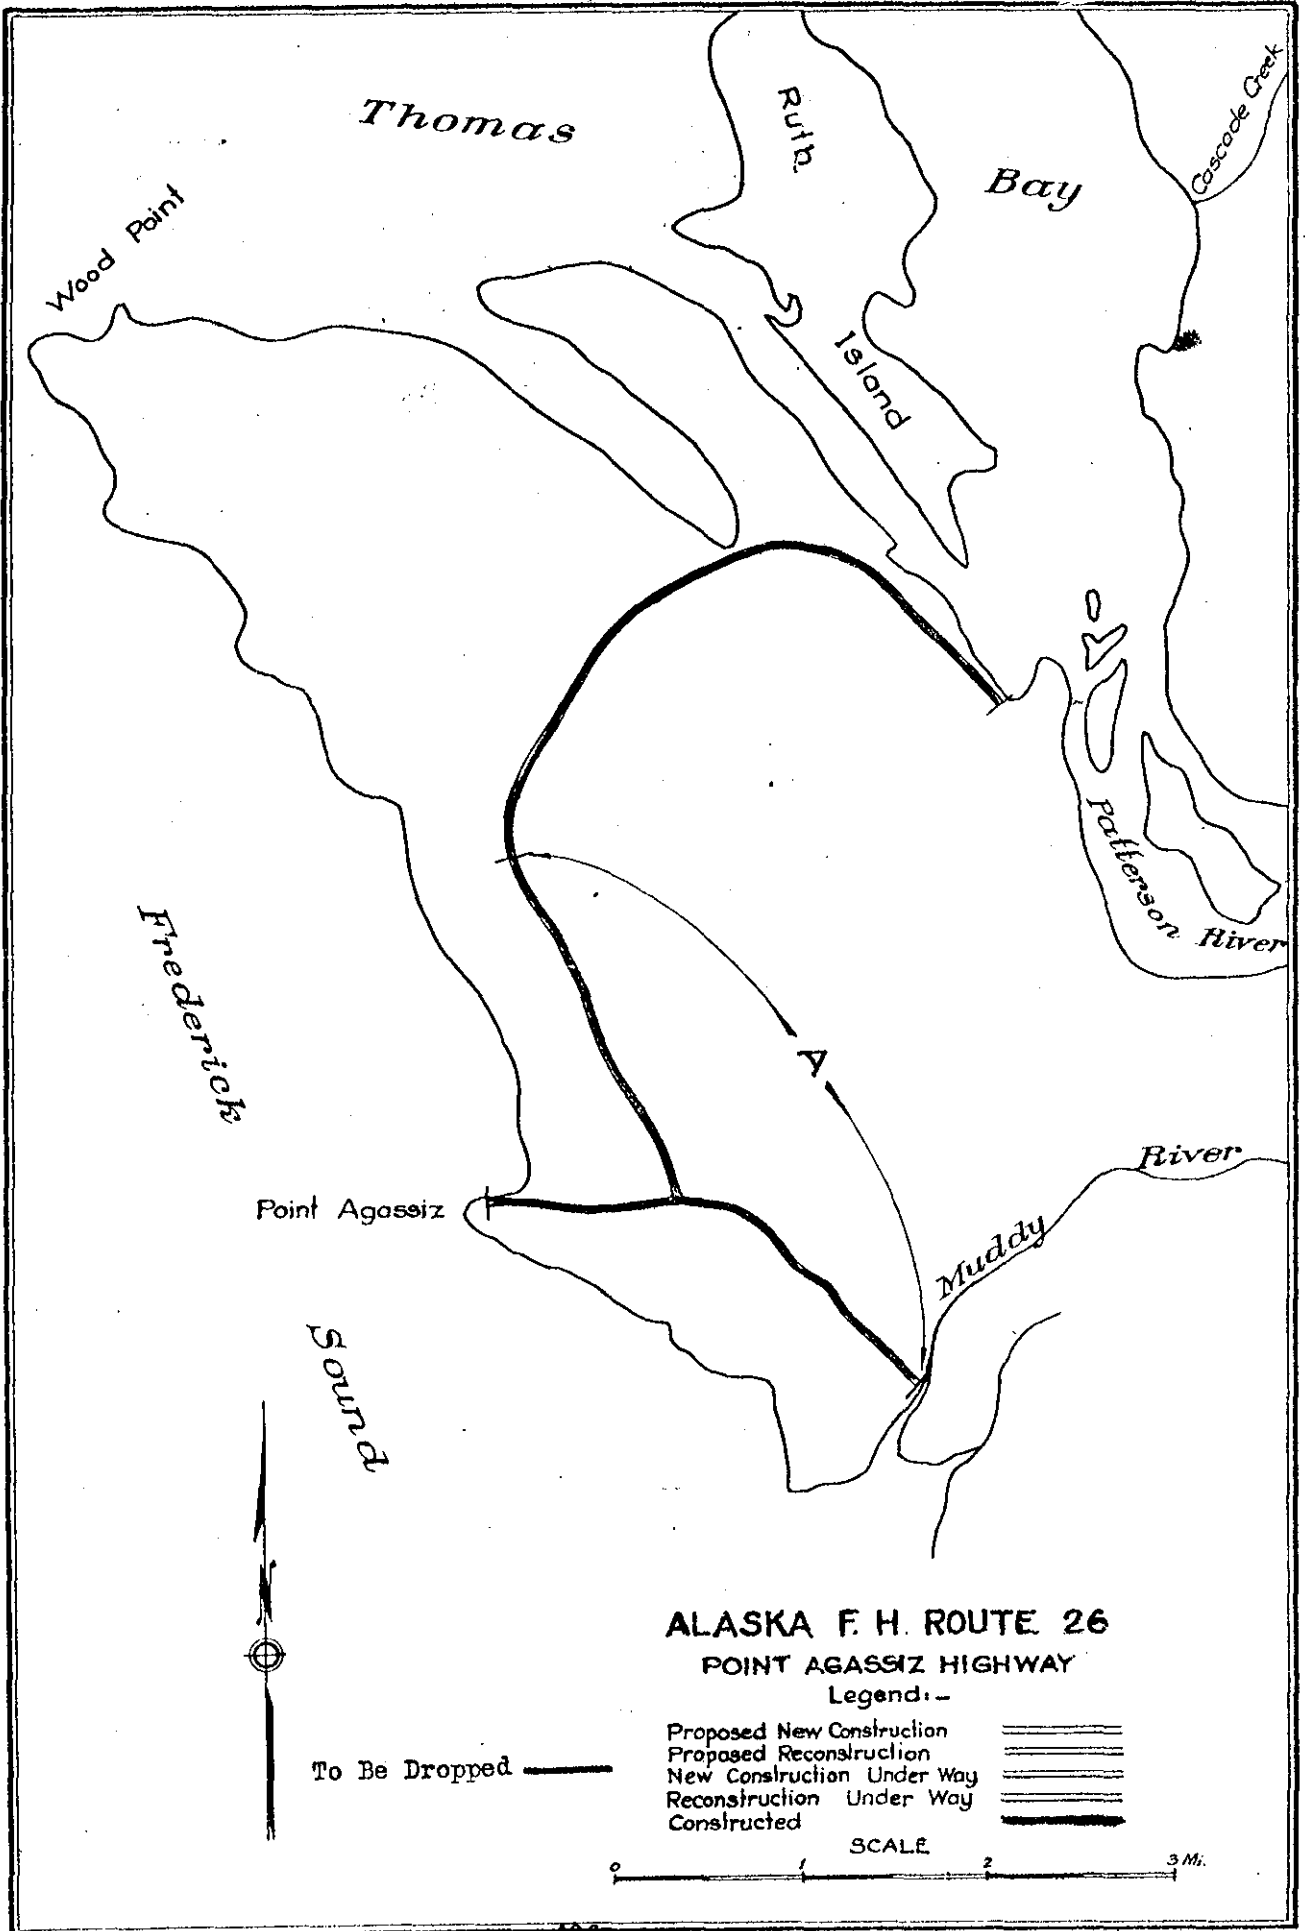 Thomas
Ruth
Bay
Cascade Creek
Wood Point
Island
Patterson River
Frederick
A
River
Point Agassiz
Muddy
Sound
N
ALASKA F. H. ROUTE 26
POINT AGASSIZ HIGHWAY
Legend:-
Proposed New Construction
Proposed Reconstruction
To Be Dropped
New Construction Under Way
Reconstruction Under Way
Constructed
SCALE
0 1 2 3 Mi.